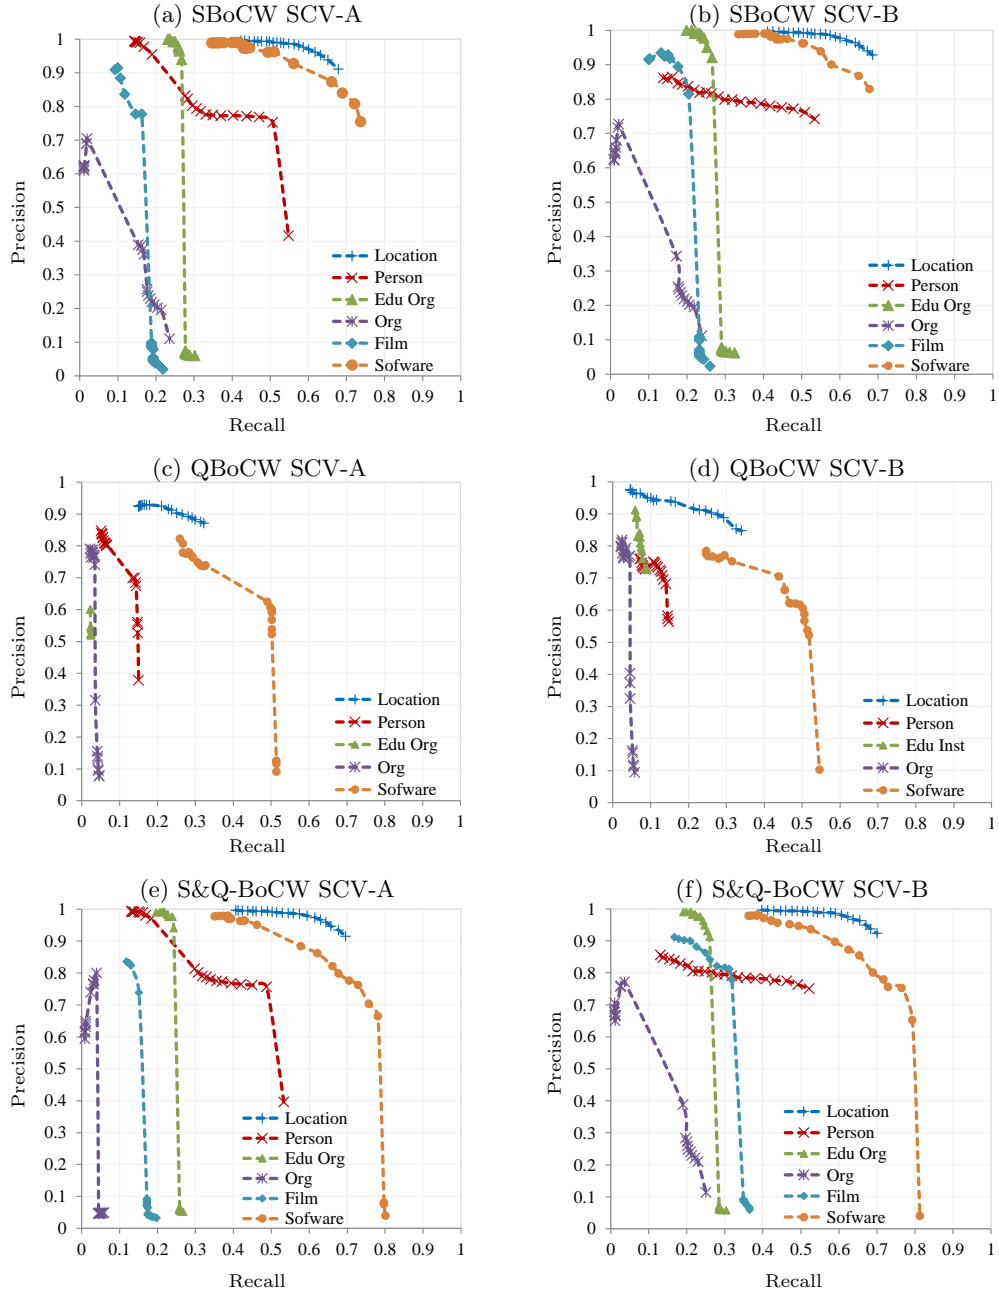 (a) SBoCW SCV-A
1
0.9
0.8
0.7
0.6
0.5
0.4
0.3
0.2
0.1
0
Precision
Location
Person
Edu Org
Org
Film
Sofware
0 0.1 0.2 0.3 0.4 0.5 0.6 0.7 0.8 0.9 1
Recall
(b) SBoCW SCV-B
1
0.9
0.8
0.7
0.6
0.5
0.4
0.3
0.2
0.1
0
Precision
Location
Person
Edu Org
Org
Film
Sofware
0 0.1 0.2 0.3 0.4 0.5 0.6 0.7 0.8 0.9 1
Recall
(c) QBoCW SCV-A
1
0.9
0.8
0.7
0.6
0.5
0.4
0.3
0.2
0.1
0
Precision
Location
Person
Edu Org
Org
Sofware
0 0.1 0.2 0.3 0.4 0.5 0.6 0.7 0.8 0.9 1
Recall
(d) QBoCW SCV-B
1
0.9
0.8
0.7
0.6
0.5
0.4
0.3
0.2
0.1
0
Precision
Location
Person
Edu Inst
Org
Sofware
0 0.1 0.2 0.3 0.4 0.5 0.6 0.7 0.8 0.9 1
Recall
(e) S&Q-BoCW SCV-A
1
0.9
0.8
0.7
0.6
0.5
0.4
0.3
0.2
0.1
0
Precision
Location
Person
Edu Org
Org
Film
Sofware
0 0.1 0.2 0.3 0.4 0.5 0.6 0.7 0.8 0.9 1
Recall
(f) S&Q-BoCW SCV-B
1
0.9
0.8
0.7
0.6
0.5
0.4
0.3
0.2
0.1
0
Precision
Location
Person
Edu Org
Org
Film
Sofware
0 0.1 0.2 0.3 0.4 0.5 0.6 0.7 0.8 0.9 1
Recall